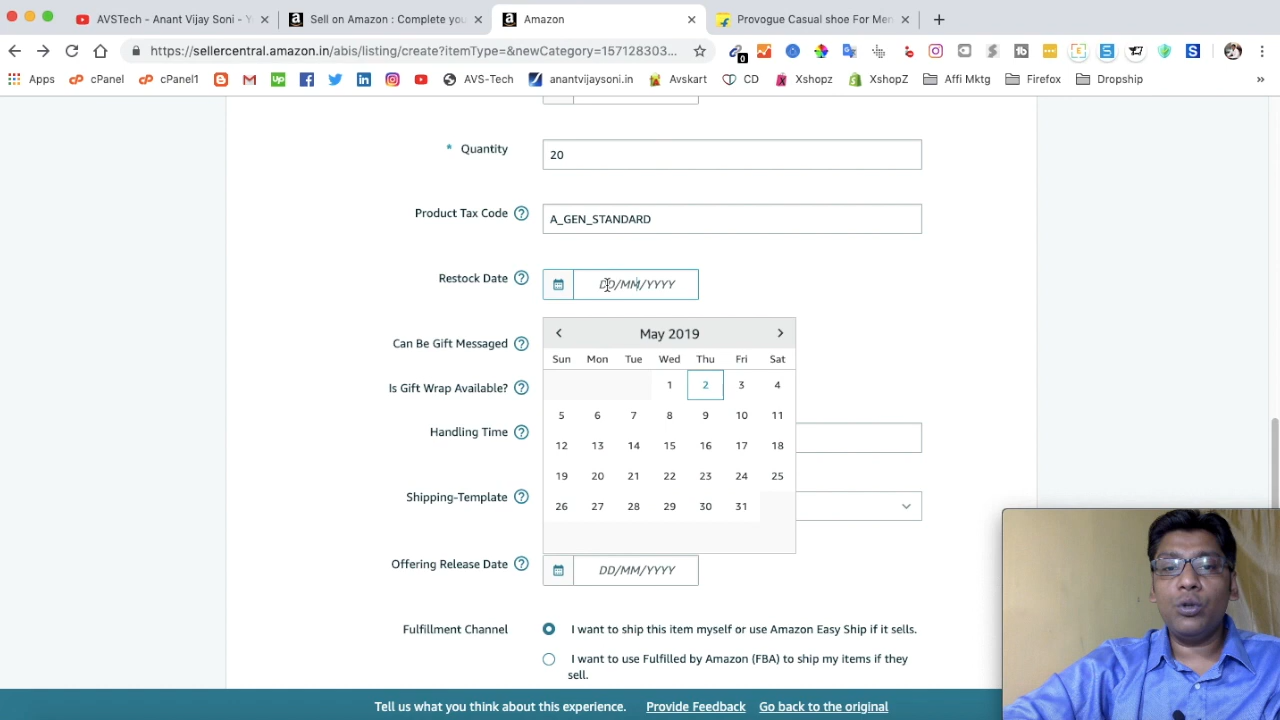 AVSTech - Anant Vijay Soni - Y
Sell on Amazon : Complete you
Amazon
Provogue Casual shoe For Men
https://sellercentral.amazon.in/abis/listing/create?itemType=&newCategory=157128303...
0
Apps
cPanel
cPanel1
AVS-Tech
anantvijaysoni.in
Avskart
CD
Xshopz
XshopZ
Affi Mktg
Firefox
Dropship
»
* Quantity
20
Product Tax Code
A_GEN_STANDARD
Restock Date
DD/MM/YYYY
May 2019
Sun Mon Tue Wed Thu Fri Sat
1 2 3 4
5 6 7 8 9 10 11
12 13 14 15 16 17 18
19 20 21 22 23 24 25
26 27 28 29 30 31
Can Be Gift Messaged
Is Gift Wrap Available?
Handling Time
Shipping-Template
Offering Release Date
DD/MM/YYYY
Fulfillment Channel
I want to ship this item myself or use Amazon Easy Ship if it sells.
I want to use Fulfilled by Amazon (FBA) to ship my items if they
sell.
Tell us what you think about this experience. Provide Feedback Go back to the original